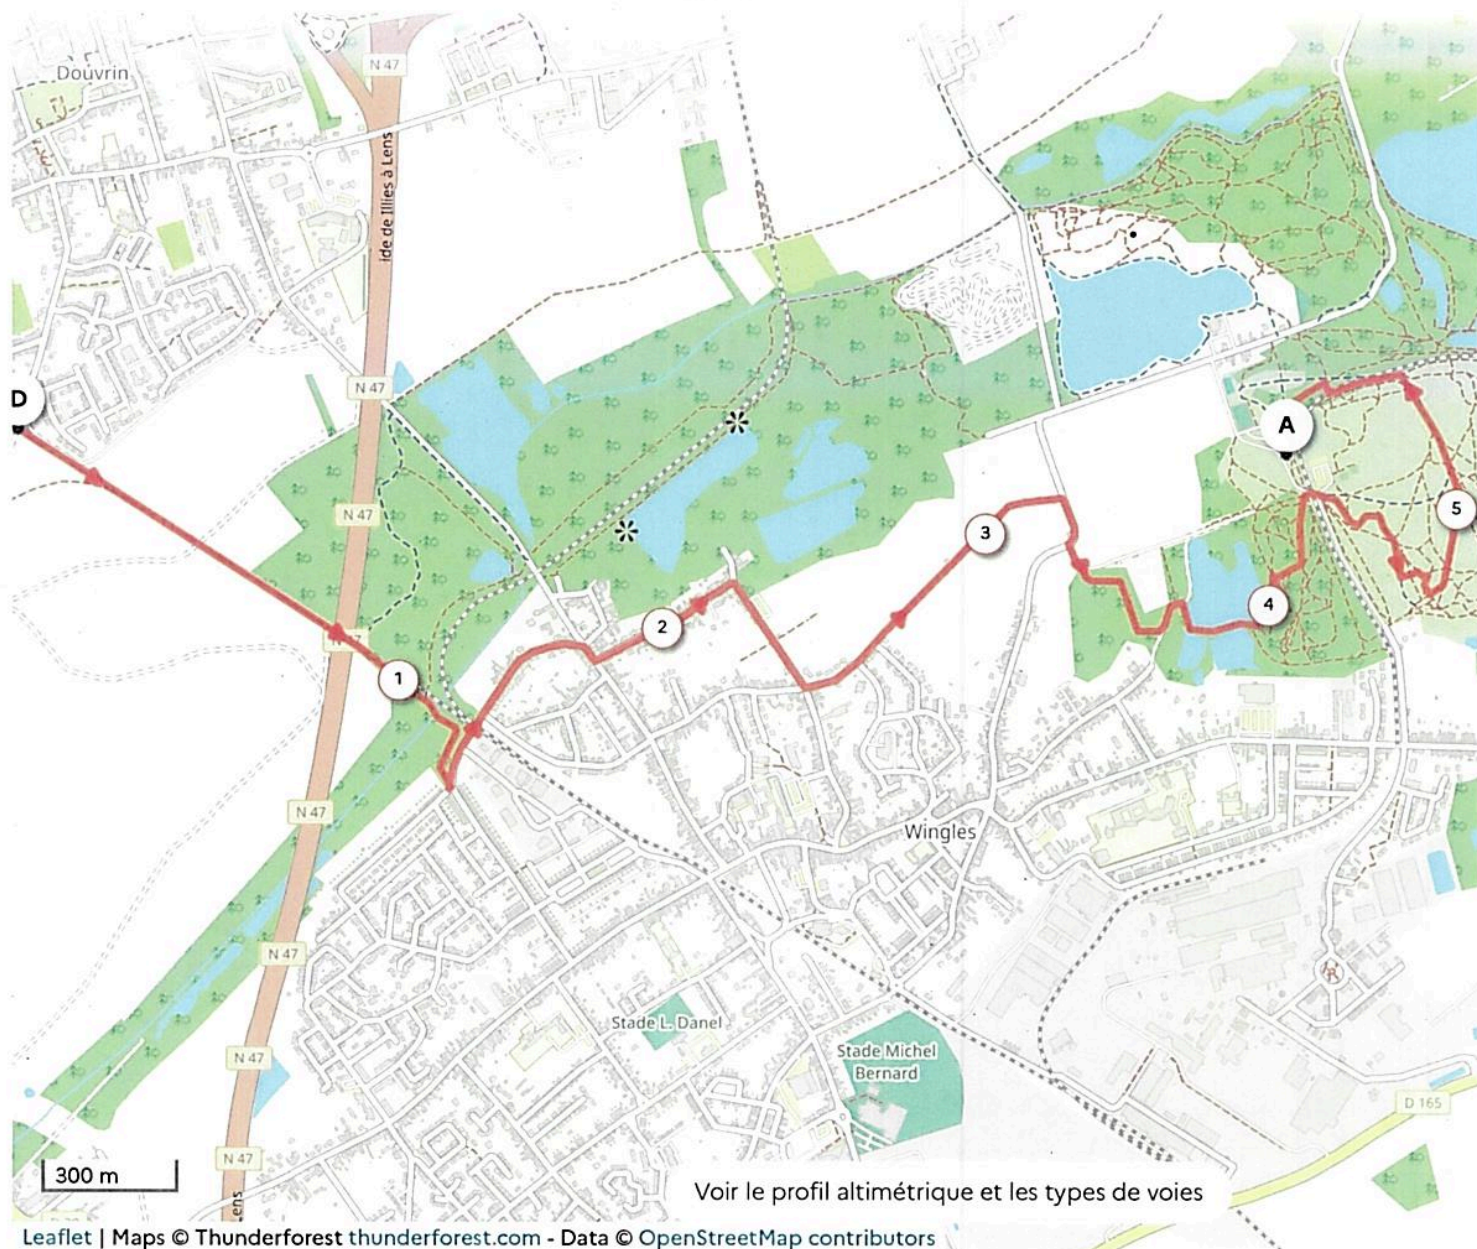 Douvrin
N 47
ide de Illies à Lens
N 47
D
A
N 47
5
3
4
2
N 47
1
N 47
Wingles
N 47
Stade L. Danel
Stade Michel
Bernard
N 47
D 165
N 47
300 m
Voir le profil altimétrique et les types de voies
Leaflet | Maps © Thunderforest thunderforest.com - Data © OpenStreetMap contributors